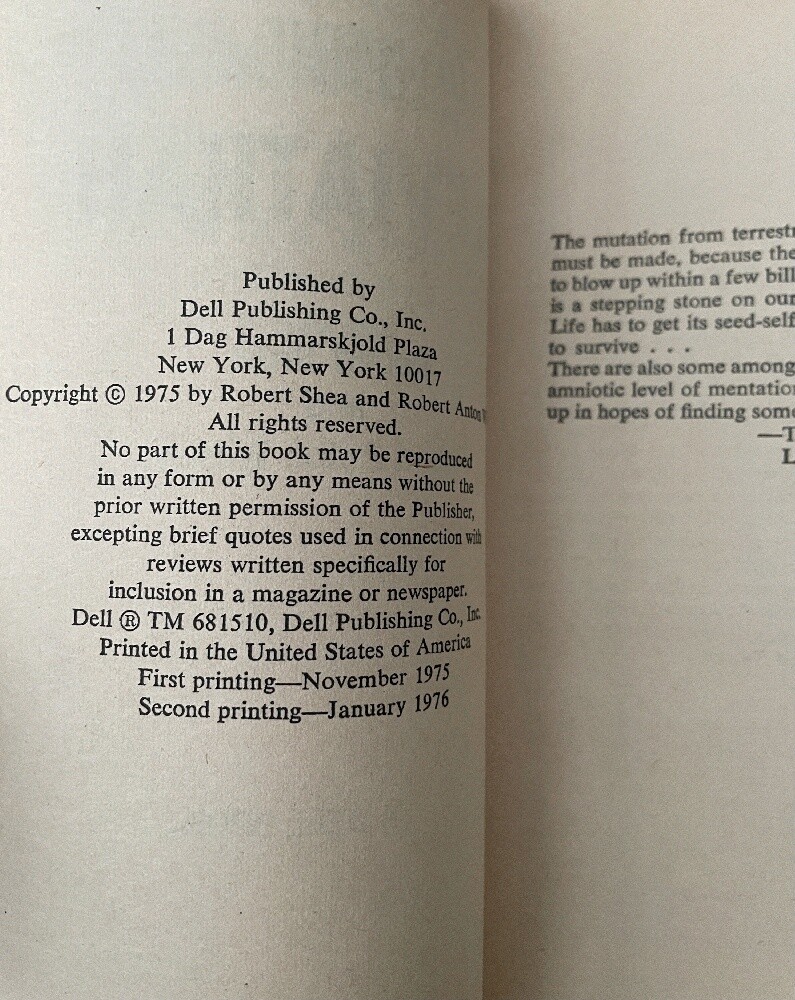 Published by
Dell Publishing Co., Inc.
1 Dag Hammarskjold Plaza
New York, New York 10017
Copyright © 1975 by Robert Shea and Robert Anton
All rights reserved.
No part of this book may be reproduced
in any form or by any means without the
prior written permission of the Publisher,
excepting brief quotes used in connection with
reviews written specifically for
inclusion in a magazine or newspaper.
Dell ® TM 681510, Dell Publishing Co., Inc.
Printed in the United States of America
First printing—November 1975
Second printing—January 1976
The mutation from terrestr
must be made, because the
to blow up within a few bill
is a stepping stone on our
Life has to get its seed-self
to survive . . .
There are also some among
amniotic level of mentation
up in hopes of finding some
—T
L